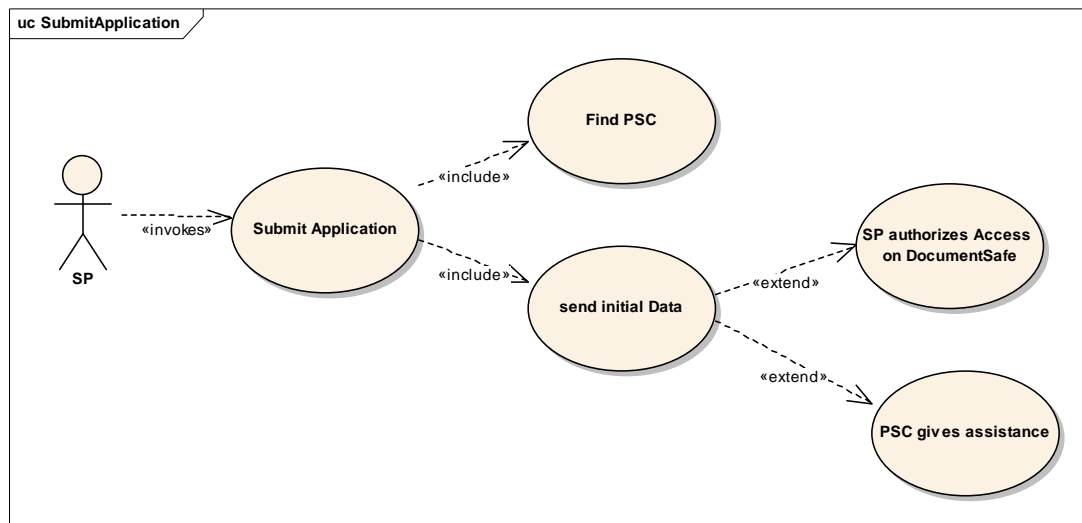 uc SubmitApplication
Find PSC
«include»
SP
«invokes»
Submit Application
«include»
send initial Data
SP authorizes Access
on DocumentSafe
«extend»
«extend»
PSC gives assistance